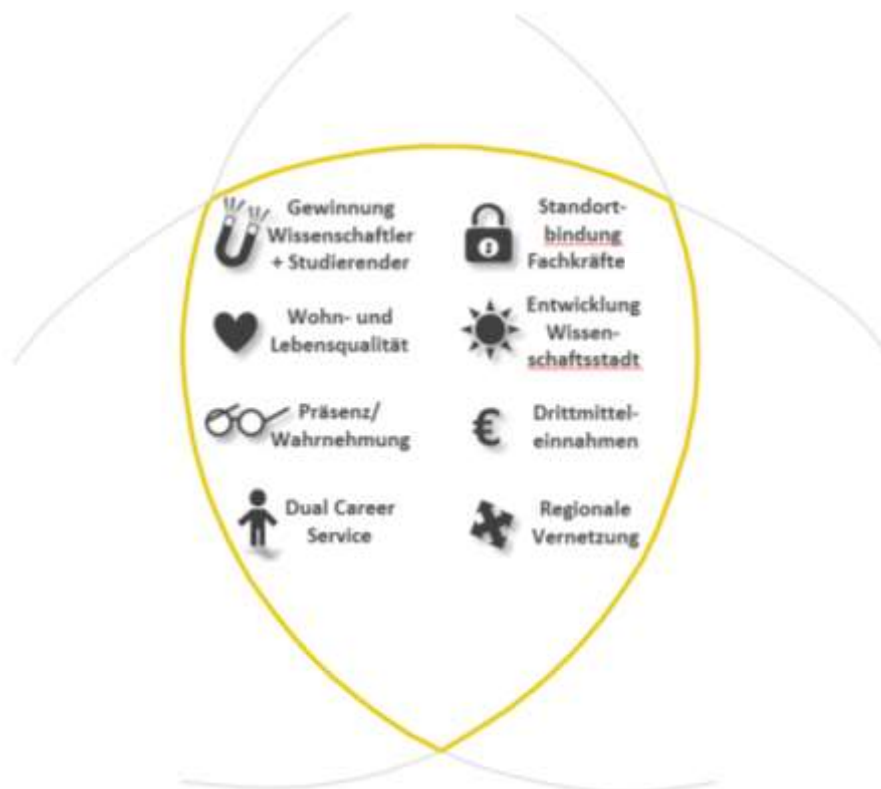 Gewinnung
Wissenschaftler
+ Studierender
Standort-
bindung
Fachkräfte
Wohn- und
Lebensqualität
Entwicklung
Wissen-
schaftsstadt
Präsenz/
Wahrnehmung
Drittmittel-
einnahmen
€
Dual Career
Service
Regionale
Vernetzung